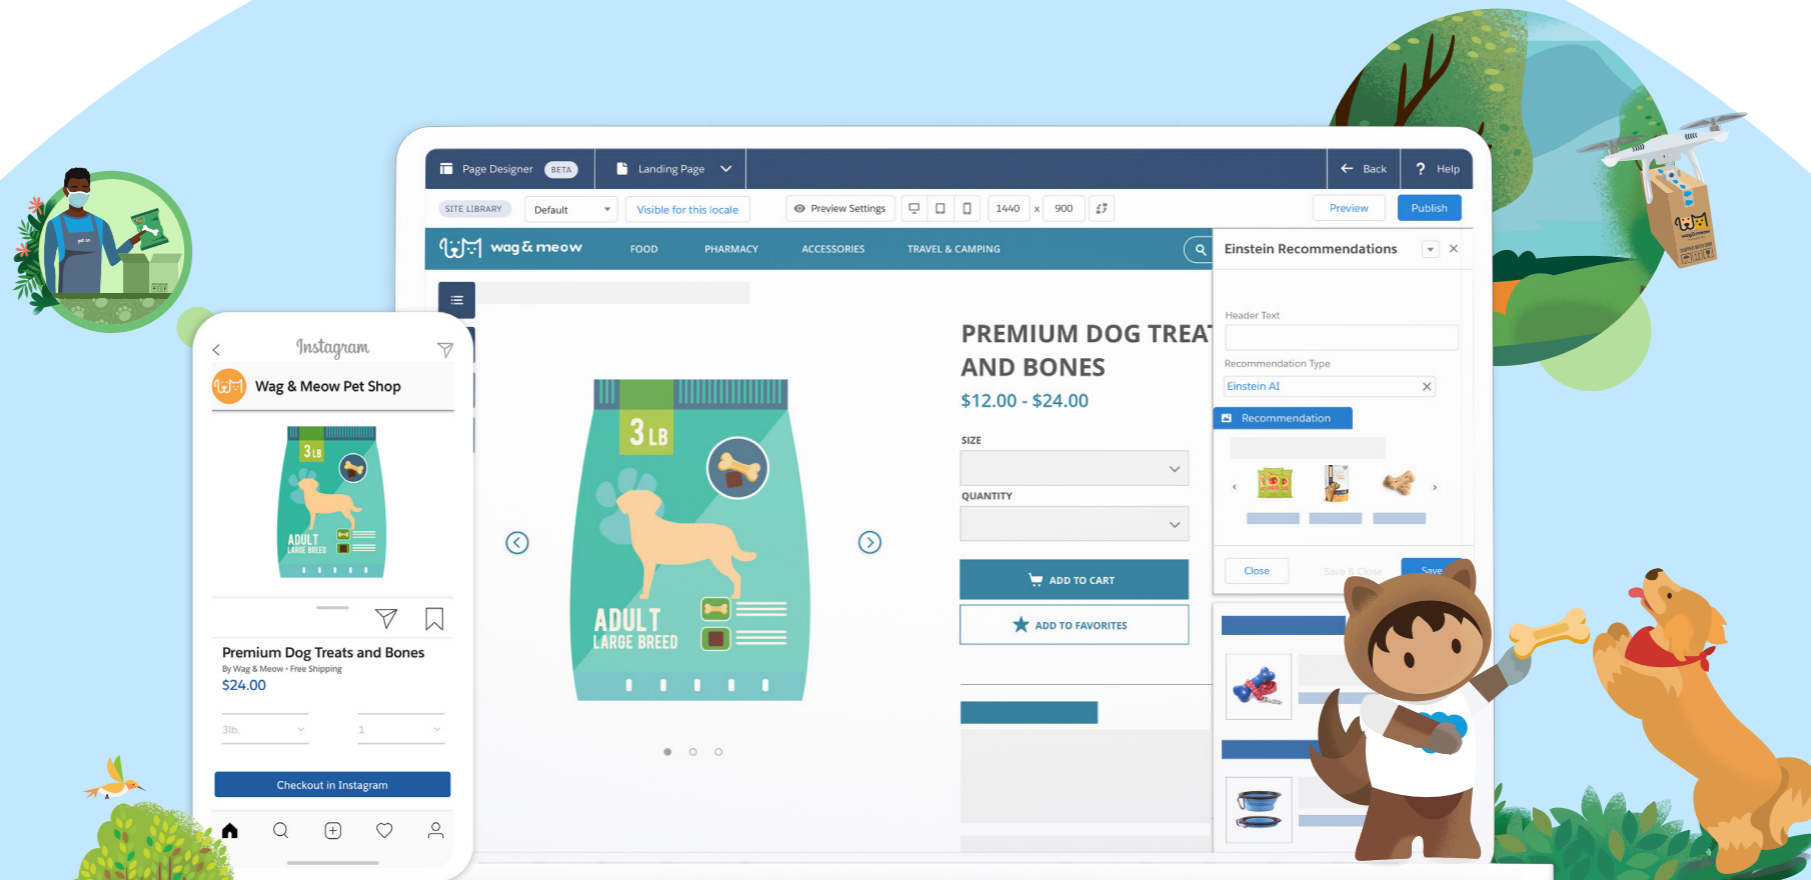 Page Designer BETA
Landing Page
Back
? Help
SITE LIBRARY
Default
Visible for this locale
Preview Settings
1440 x 900
Preview
Publish
wag & meow
FOOD
PHARMACY
ACCESSORIES
TRAVEL & CAMPING
Einstein Recommendations
Header Text
Recommendation Type
Einstein AI
Recommendation
Close
Save & Close
Save
PREMIUM DOG TREAT
AND BONES
$12.00 - $24.00
SIZE
QUANTITY
ADD TO CART
ADD TO FAVORITES
3 LB
ADULT
LARGE BREED
Instagram
Wag & Meow Pet Shop
3 LB
ADULT
LARGE BREED
Premium Dog Treats and Bones
By Wag & Meow • Free Shipping
$24.00
3lb.
1
Checkout in Instagram
wag&meow